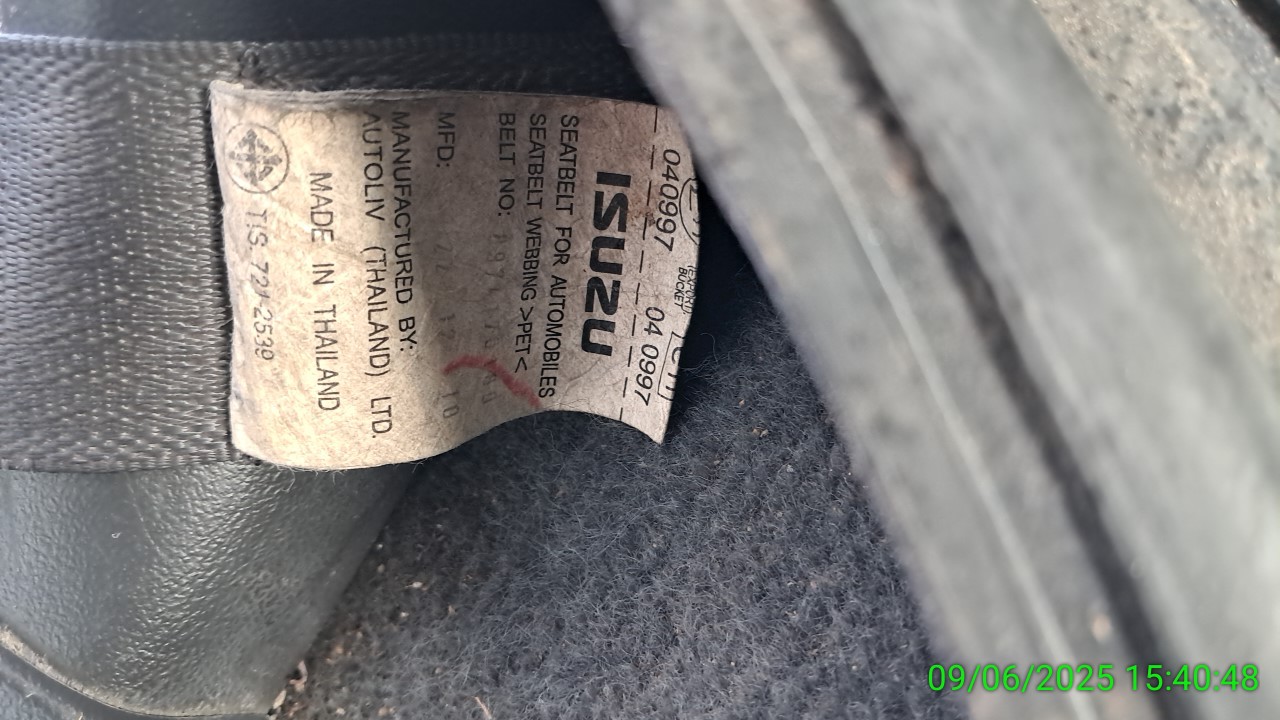 040997 04 0997
ISUZU
SEATBELT FOR AUTOMOBILES
SEATBELT WEBBING >PET<
BELT NO:
MFD:
MANUFACTURED BY:
AUTOLIV (THAILAND) LTD.
MADE IN THAILAND
TIS 721-2539
09/06/2025 15:40:48